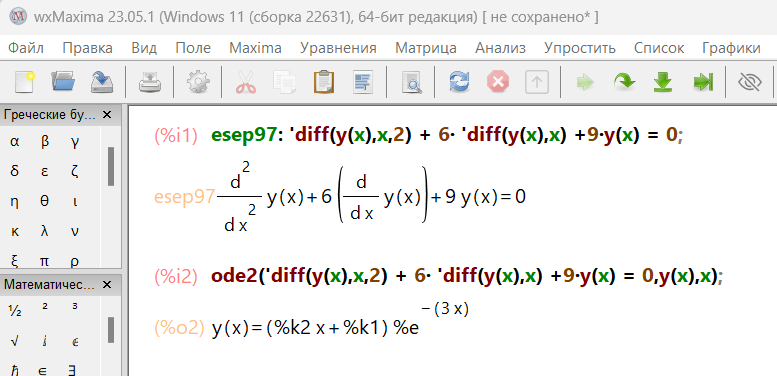 wxMaxima 23.05.1 (Windows 11 (сборка 22631), 64-бит редакция) [ не сохранено* ]
Файл Правка Вид Поле Maxima Уравнения Матрица Анализ Упростить Список Графики
Греческие бу... ×
α β γ
δ ε ζ
η θ ι
κ λ ν
ξ π ρ
Математичес... ×
½ ² ³
√ ⅈ ℯ
ℏ ∈ ∃
(%i1) esep97: 'diff(y(x),x,2) + 6· 'diff(y(x),x) +9·y(x) = 0;
esep97 d²/dx² y(x)+6 (d/dx y(x))+9 y(x)=0
(%i2) ode2('diff(y(x),x,2) + 6· 'diff(y(x),x) +9·y(x) = 0,y(x),x);
(%o2) y(x)=(%k2 x+%k1) %e^−(3 x)